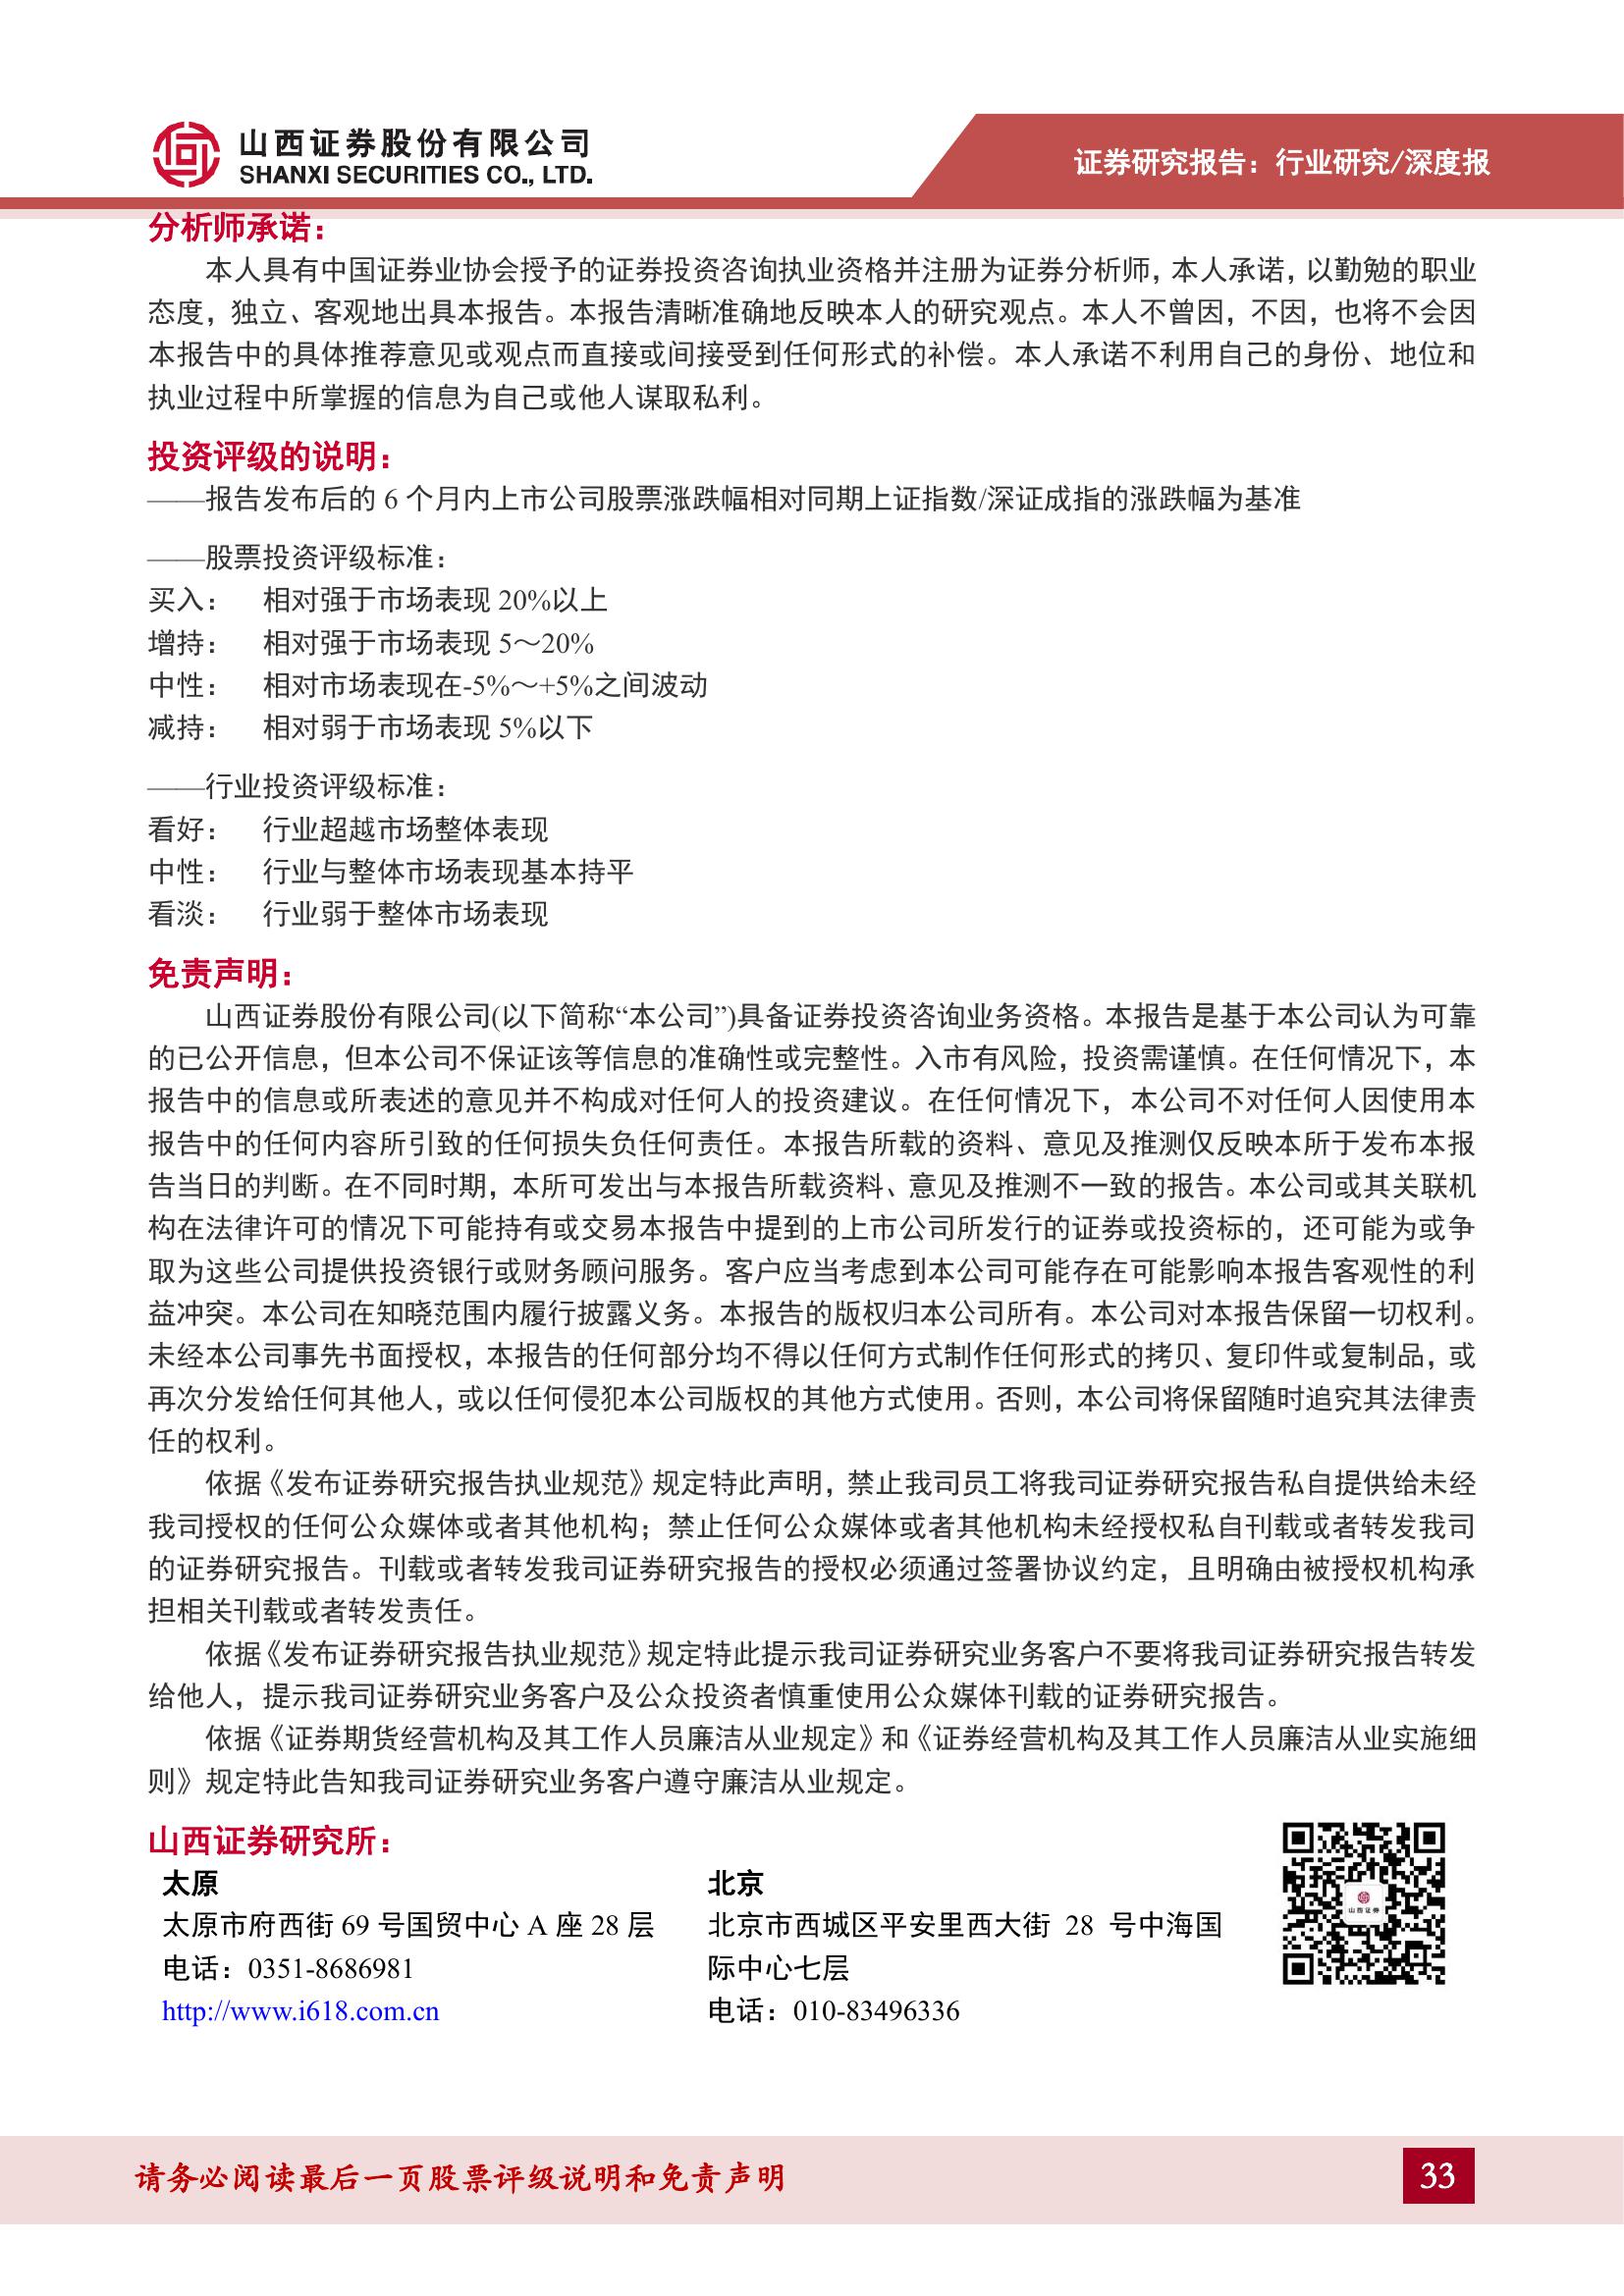 山西证券股份有限公司
SHANXI SECURITIES CO., LTD.
证券研究报告：行业研究/深度报
分析师承诺：
本人具有中国证券业协会授予的证券投资咨询执业资格并注册为证券分析师，本人承诺，以勤勉的职业
态度，独立、客观地出具本报告。本报告清晰准确地反映本人的研究观点。本人不曾因，不因，也将不会因
本报告中的具体推荐意见或观点而直接或间接受到任何形式的补偿。本人承诺不利用自己的身份、地位和
执业过程中所掌握的信息为自己或他人谋取私利。
投资评级的说明：
——报告发布后的 6 个月内上市公司股票涨跌幅相对同期上证指数/深证成指的涨跌幅为基准
——股票投资评级标准：
买入： 相对强于市场表现 20%以上
增持： 相对强于市场表现 5～20%
中性： 相对市场表现在-5%～+5%之间波动
减持： 相对弱于市场表现 5%以下
——行业投资评级标准：
看好： 行业超越市场整体表现
中性： 行业与整体市场表现基本持平
看淡： 行业弱于整体市场表现
免责声明：
山西证券股份有限公司(以下简称“本公司”)具备证券投资咨询业务资格。本报告是基于本公司认为可靠
的已公开信息，但本公司不保证该等信息的准确性或完整性。入市有风险，投资需谨慎。在任何情况下，本
报告中的信息或所表述的意见并不构成对任何人的投资建议。在任何情况下，本公司不对任何人因使用本
报告中的任何内容所引致的任何损失负任何责任。本报告所载的资料、意见及推测仅反映本所于发布本报
告当日的判断。在不同时期，本所可发出与本报告所载资料、意见及推测不一致的报告。本公司或其关联机
构在法律许可的情况下可能持有或交易本报告中提到的上市公司所发行的证券或投资标的，还可能为或争
取为这些公司提供投资银行或财务顾问服务。客户应当考虑到本公司可能存在可能影响本报告客观性的利
益冲突。本公司在知晓范围内履行披露义务。本报告的版权归本公司所有。本公司对本报告保留一切权利。
未经本公司事先书面授权，本报告的任何部分均不得以任何方式制作任何形式的拷贝、复印件或复制品，或
再次分发给任何其他人，或以任何侵犯本公司版权的其他方式使用。否则，本公司将保留随时追究其法律责
任的权利。
依据《发布证券研究报告执业规范》规定特此声明，禁止我司员工将我司证券研究报告私自提供给未经
我司授权的任何公众媒体或者其他机构；禁止任何公众媒体或者其他机构未经授权私自刊载或者转发我司
的证券研究报告。刊载或者转发我司证券研究报告的授权必须通过签署协议约定，且明确由被授权机构承
担相关刊载或者转发责任。
依据《发布证券研究报告执业规范》规定特此提示我司证券研究业务客户不要将我司证券研究报告转发
给他人，提示我司证券研究业务客户及公众投资者慎重使用公众媒体刊载的证券研究报告。
依据《证券期货经营机构及其工作人员廉洁从业规定》和《证券经营机构及其工作人员廉洁从业实施细
则》规定特此告知我司证券研究业务客户遵守廉洁从业规定。
山西证券研究所：
太原
太原市府西街 69 号国贸中心 A 座 28 层
电话：0351-8686981
http://www.i618.com.cn
北京
北京市西城区平安里西大街 28 号中海国
际中心七层
电话：010-83496336
山西证券
请务必阅读最后一页股票评级说明和免责声明
33